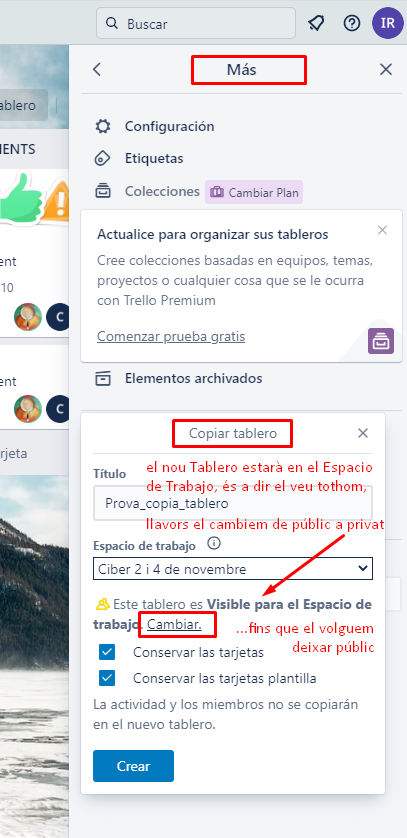 Buscar
IR
Más
ablero
Configuración
MENTS
Etiquetas
Colecciones Cambiar Plan
Actualice para organizar sus tableros
Cree colecciones basadas en equipos, temas,
proyectos o cualquier cosa que se le ocurra
con Trello Premium
ent
10
C
Comenzar prueba gratis
Elementos archivados
ent
C
Copiar tablero
rjeta
Título
el nou Tablero estarà en el Espacio
de Trabajo, és a dir el veu tothom,
Prova_copia_tablero
llavors el cambiem de públic a privat
Espacio de trabajo
Ciber 2 i 4 de novembre
Este tablero es Visible para el Espacio de
trabajo. Cambiar.
...fins que el volguem
deixar públic
Conservar las tarjetas
Conservar las tarjetas plantilla
La actividad y los miembros no se copiarán
en el nuevo tablero.
Crear